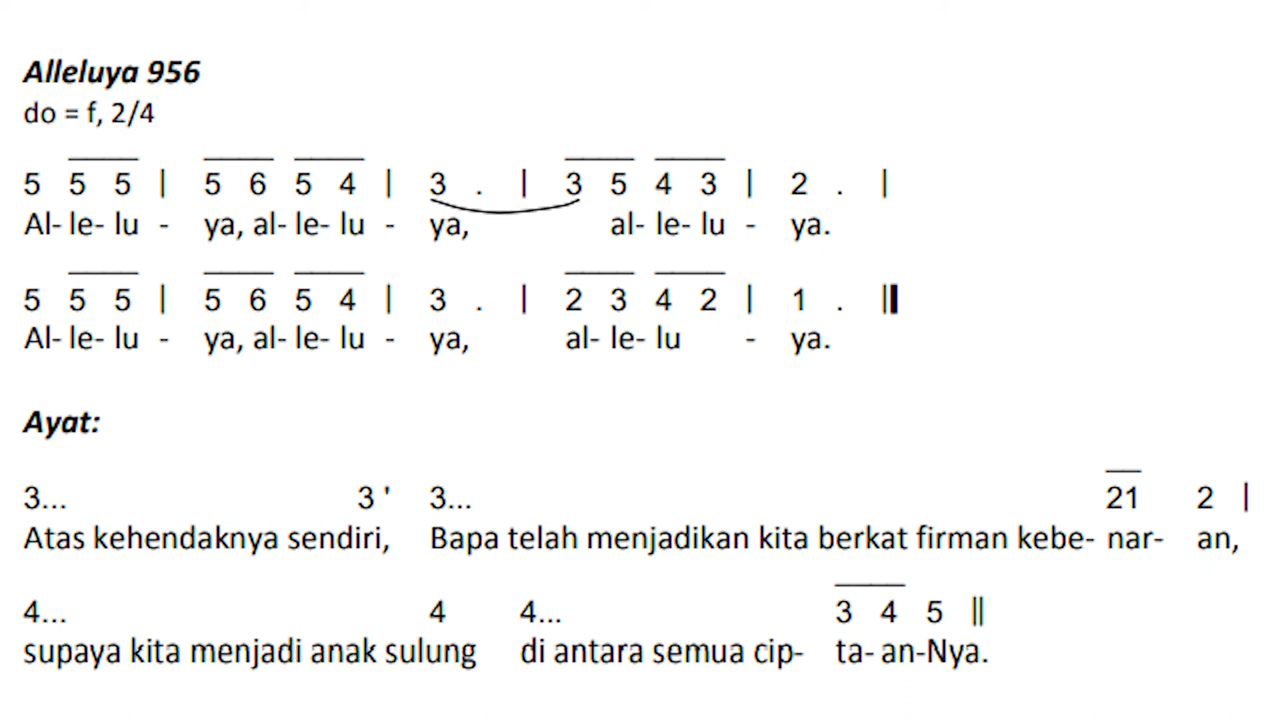 Alleluya 956
do = f, 2/4
5 5 5 | 5 6 5 4 | 3 . | 3 5 4 3 | 2 . |
Al- le- lu - ya, al- le- lu - ya, al- le- lu - ya.
5 5 5 | 5 6 5 4 | 3 . | 2 3 4 2 | 1 . ||
Al- le- lu - ya, al- le- lu - ya, al- le- lu - ya.
Ayat:
3... 3 ' 3... 21 2 |
Atas kehendaknya sendiri, Bapa telah menjadikan kita berkat firman kebe- nar- an,
4... 4 4... 3 4 5 ||
supaya kita menjadi anak sulung di antara semua cip- ta- an-Nya.